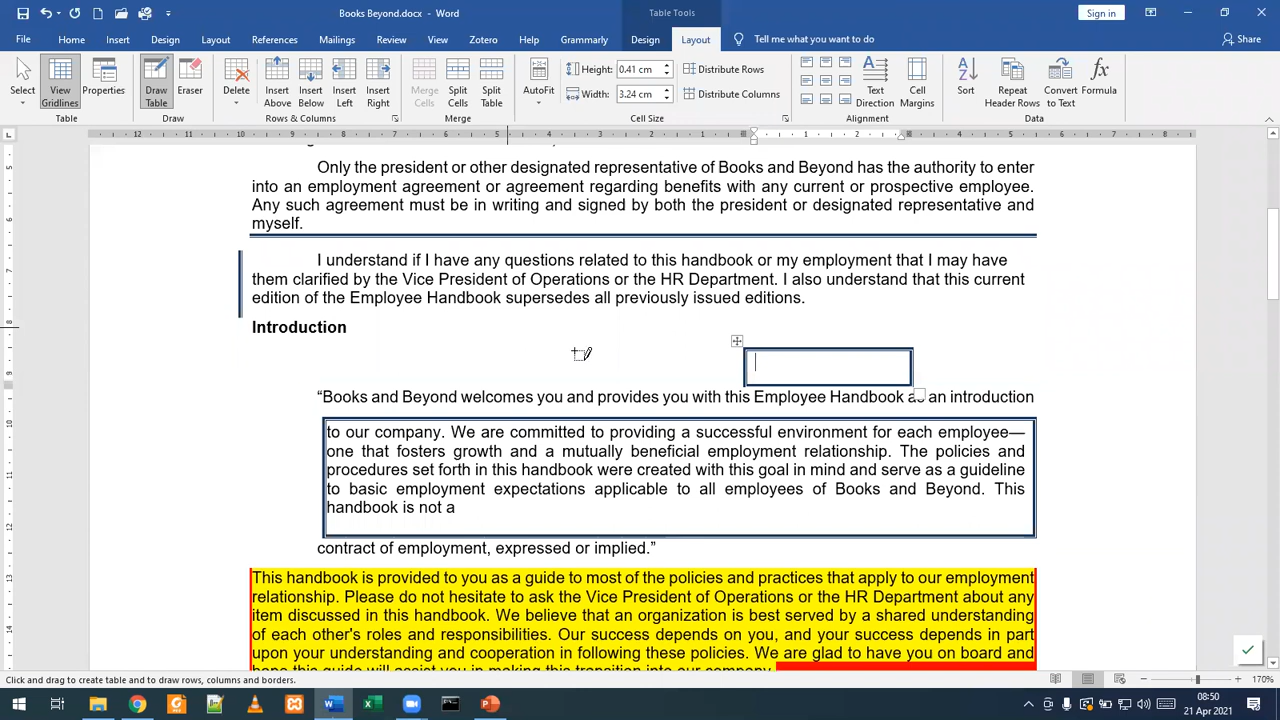 Books Beyond.docx - Word
Table Tools
Sign in
File Home Insert Design Layout References Mailings Review View Zotero Grammarly Help Design Layout Tell me what you want to do Share
Select View Gridlines Properties Draw Table Eraser Delete Insert Above Insert Below Insert Left Insert Right Merge Cells Split Cells Split Table AutoFit Height: 0.41 cm Width: 3.24 cm Distribute Rows Distribute Columns Text Direction Cell Margins Sort Repeat Header Rows Convert to Text Formula
Table Draw Rows & Columns Merge Cell Size Alignment Data
Only the president or other designated representative of Books and Beyond has the authority to enter
into an employment agreement or agreement regarding benefits with any current or prospective employee.
Any such agreement must be in writing and signed by both the president or designated representative and
myself.
I understand if I have any questions related to this handbook or my employment that I may have
them clarified by the Vice President of Operations or the HR Department. I also understand that this current
edition of the Employee Handbook supersedes all previously issued editions.
Introduction
“Books and Beyond welcomes you and provides you with this Employee Handbook as an introduction
to our company. We are committed to providing a successful environment for each employee—
one that fosters growth and a mutually beneficial employment relationship. The policies and
procedures set forth in this handbook were created with this goal in mind and serve as a guideline
to basic employment expectations applicable to all employees of Books and Beyond. This
handbook is not a
contract of employment, expressed or implied.”
This handbook is provided to you as a guide to most of the policies and practices that apply to our employment
relationship. Please do not hesitate to ask the Vice President of Operations or the HR Department about any
item discussed in this handbook. We believe that an organization is best served by a shared understanding
of each other's roles and responsibilities. Our success depends on you, and your success depends in part
upon your understanding and cooperation in following these policies. We are glad to have you on board and
hope this guide will assist you in making this transition into our company.
Click and drag to create table and to draw rows, columns and borders.
170%
08:50
21 Apr 2021